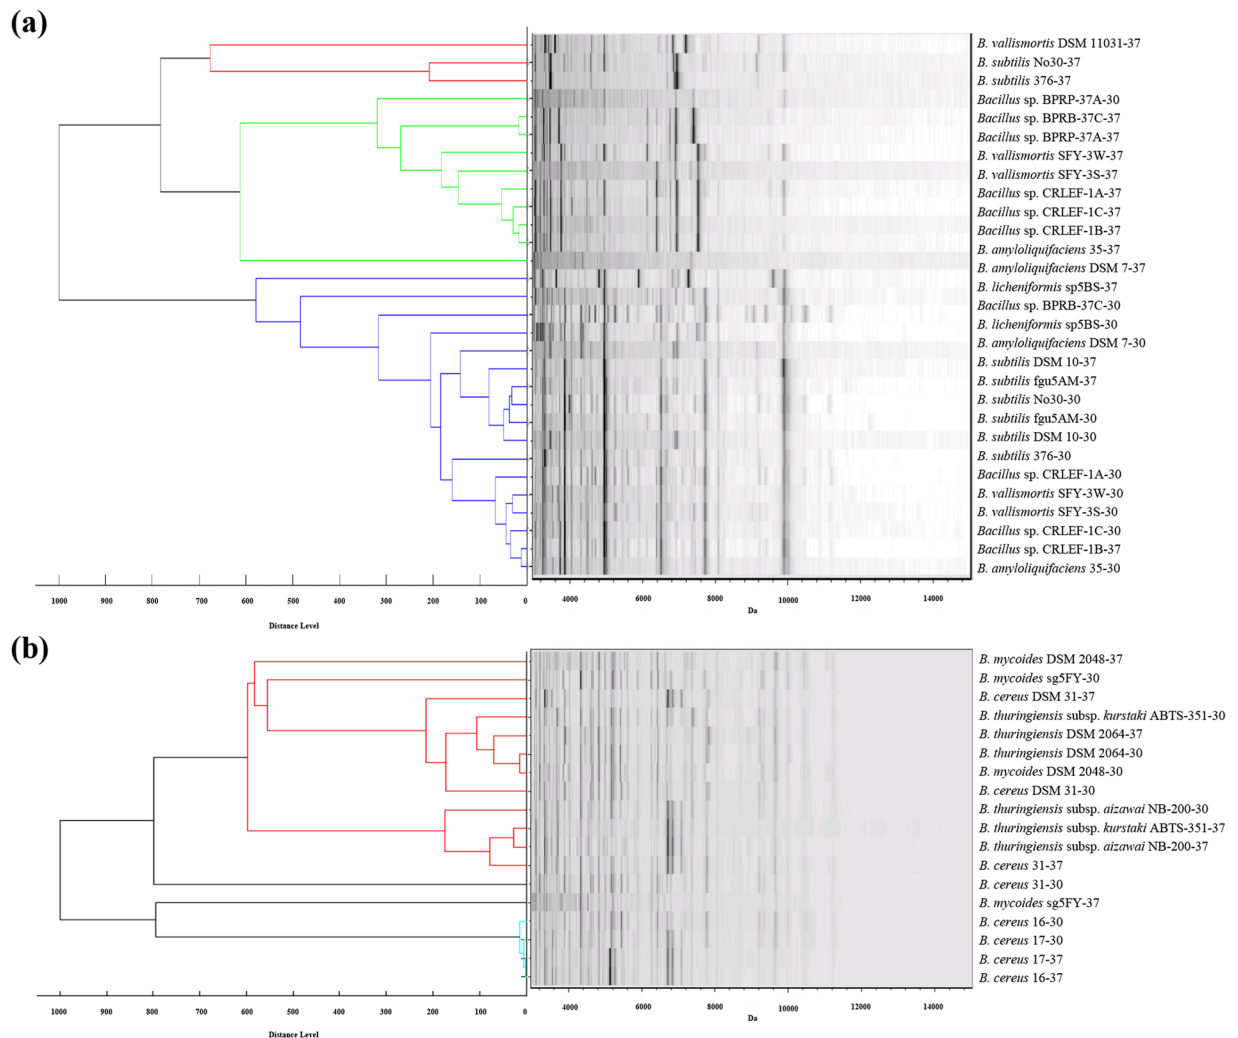 (a)
B. vallismortis DSM 11031-37
B. subtilis No30-37
B. subtilis 376-37
Bacillus sp. BPRP-37A-30
Bacillus sp. BPRB-37C-37
Bacillus sp. BPRP-37A-37
B. vallismortis SFY-3W-37
B. vallismortis SFY-3S-37
Bacillus sp. CRLEF-1A-37
Bacillus sp. CRLEF-1C-37
Bacillus sp. CRLEF-1B-37
B. amyloliquifaciens 35-37
B. amyloliquifaciens DSM 7-37
B. licheniformis sp5BS-37
Bacillus sp. BPRB-37C-30
B. licheniformis sp5BS-30
B. amyloliquifaciens DSM 7-30
B. subtilis DSM 10-37
B. subtilis fgu5AM-37
B. subtilis No30-30
B. subtilis fgu5AM-30
B. subtilis DSM 10-30
B. subtilis 376-30
Bacillus sp. CRLEF-1A-30
B. vallismortis SFY-3W-30
B. vallismortis SFY-3S-30
Bacillus sp. CRLEF-1C-30
Bacillus sp. CRLEF-1B-37
B. amyloliquifaciens 35-30
1000 900 800 700 600 500 400 300 200 100 0
4000 6000 8000 10000 12000 14000
Distance Level
Da
(b)
B. mycoides DSM 2048-37
B. mycoides sg5FY-30
B. cereus DSM 31-37
B. thuringiensis subsp. kurstaki ABTS-351-30
B. thuringiensis DSM 2064-37
B. thuringiensis DSM 2064-30
B. mycoides DSM 2048-30
B. cereus DSM 31-30
B. thuringiensis subsp. aizawai NB-200-30
B. thuringiensis subsp. kurstaki ABTS-351-37
B. thuringiensis subsp. aizawai NB-200-37
B. cereus 31-37
B. cereus 31-30
B. mycoides sg5FY-37
B. cereus 16-30
B. cereus 17-30
B. cereus 17-37
B. cereus 16-37
1000 900 800 700 600 500 400 300 200 100 0
4000 6000 8000 10000 12000 14000
Distance Level
Da